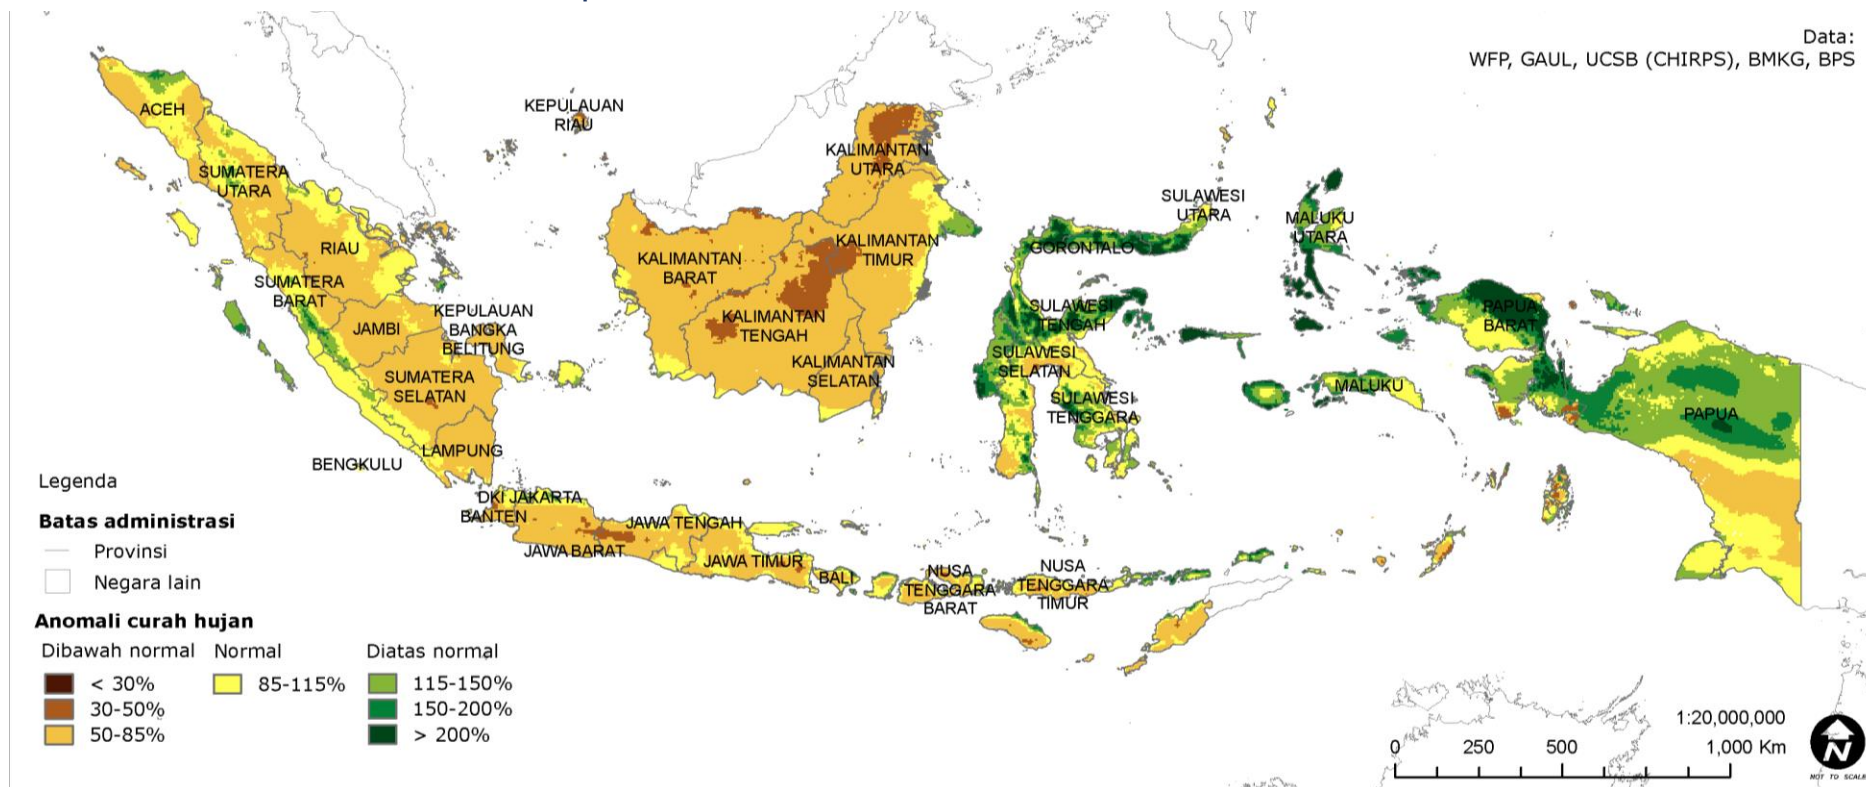 Data:
WFP, GAUL, UCSB (CHIRPS), BMKG, BPS
KEPULAUAN
RIAU
ACEH
KALIMANTAN
UTARA
SUMATERA
UTARA
SULAWESI
UTARA
MALUKU
UTARA
RIAU
KALIMANTAN
TIMUR
GORONTALO
KALIMANTAN
BARAT
SUMATERA
BARAT
KEPULAUAN
BANGKA
BELITUNG
JAMBI
KALIMANTAN
TENGAH
SULAWESI
TENGAH
PAPUA
BARAT
KALIMANTAN
SELATAN
SULAWESI
SELATAN
SUMATERA
SELATAN
MALUKU
SULAWESI
TENGGARA
PAPUA
LAMPUNG
BENGKULU
DKI JAKARTA
BANTEN
JAWA TENGAH
JAWA BARAT
JAWA TIMUR
BALI
NUSA
TENGGARA
BARAT
NUSA
TENGGARA
TIMUR
Legenda
Batas administrasi
Provinsi
Negara lain
Anomali curah hujan
Dibawah normal
< 30%
30-50%
50-85%
Normal
85-115%
Diatas normal
115-150%
150-200%
> 200%
1:20,000,000
0 250 500 1,000 Km
N
NOT TO SCALE